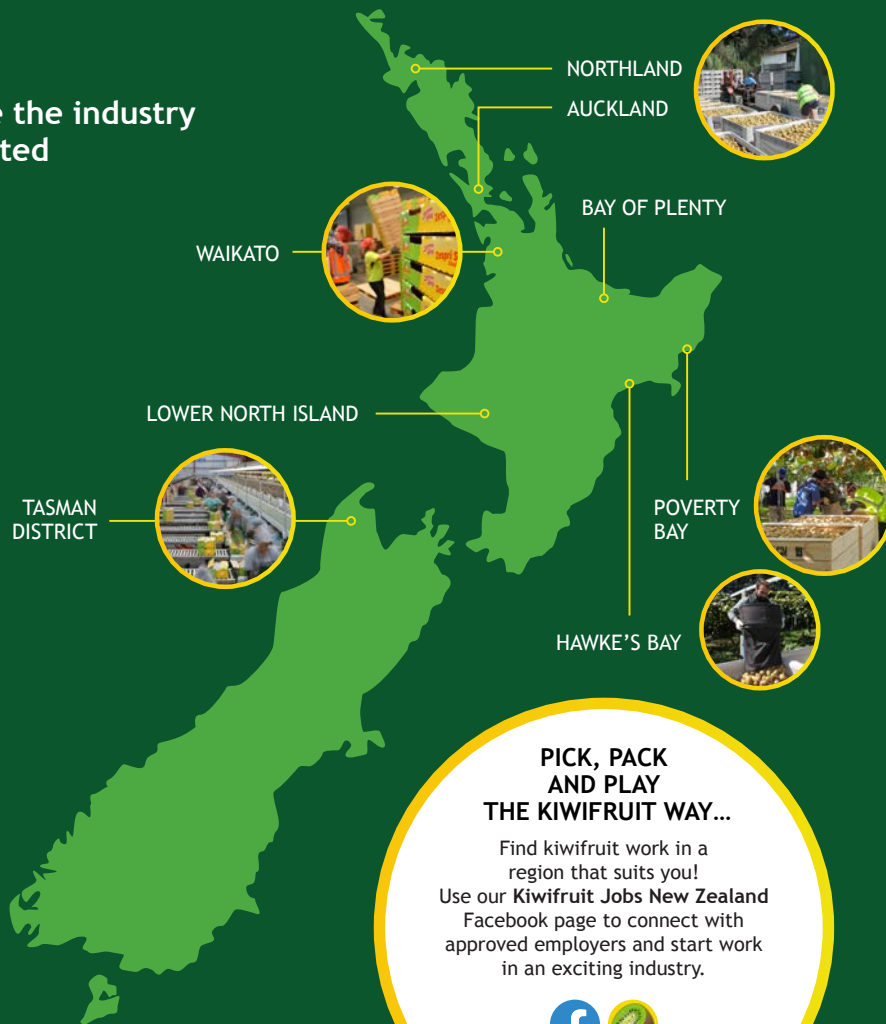 e the industry
ted
NORTHLAND
AUCKLAND
BAY OF PLENTY
WAIKATO
LOWER NORTH ISLAND
TASMAN
DISTRICT
POVERTY
BAY
HAWKE'S BAY
PICK, PACK
AND PLAY
THE KIWIFRUIT WAY…
Find kiwifruit work in a
region that suits you!
Use our Kiwifruit Jobs New Zealand
Facebook page to connect with
approved employers and start work
in an exciting industry.